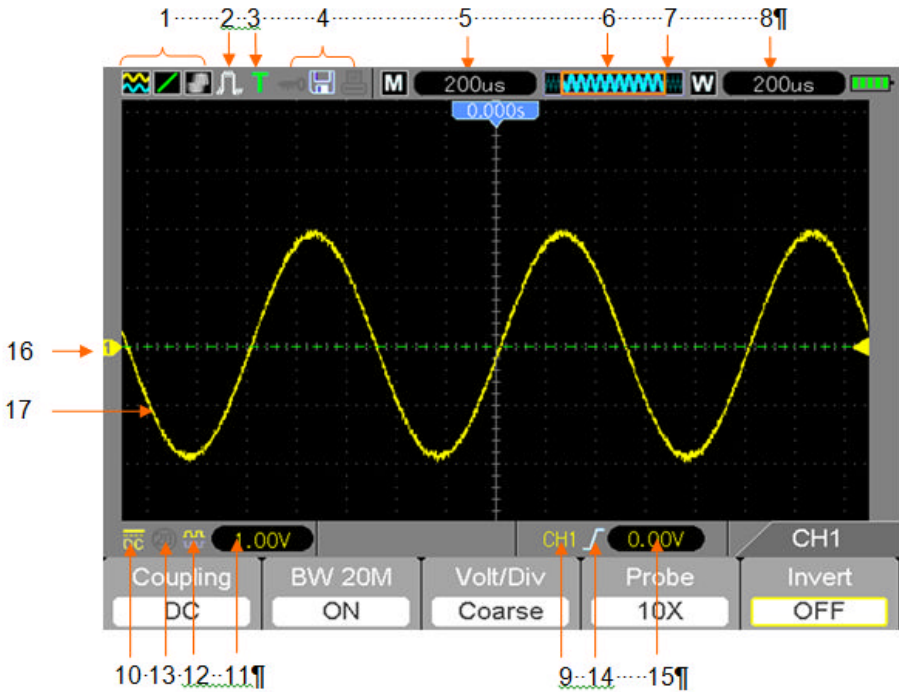 1········2··3·········4················5················6·······7············8¶
T M 200us W 200us
0.000s
16 1
17
DC 20 1.00V CH1 0.00V CH1
Coupling BW 20M Volt/Div Probe Invert
DC ON Coarse 10X OFF
10·13·12··11¶ 9··14·····15¶